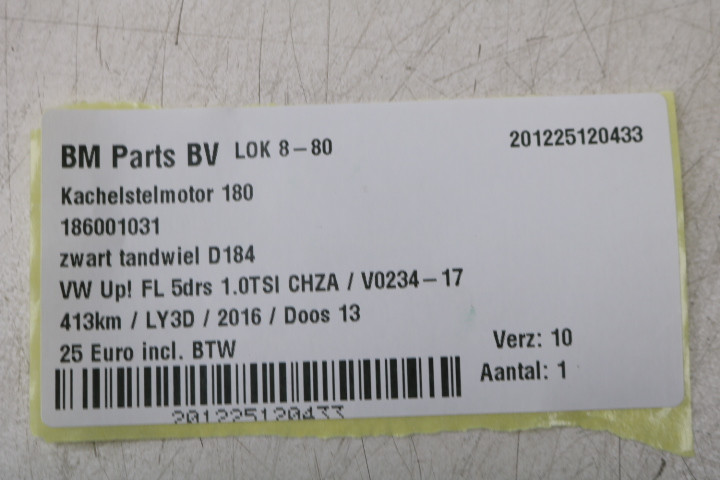 BM Parts BV LOK 8-80 201225120433
Kachelstelmotor 180
186001031
zwart tandwiel D184
VW Up! FL 5drs 1.0TSI CHZA / V0234-17
413km / LY3D / 2016 / Doos 13
25 Euro incl. BTW Verz: 10
Aantal: 1
201225120433